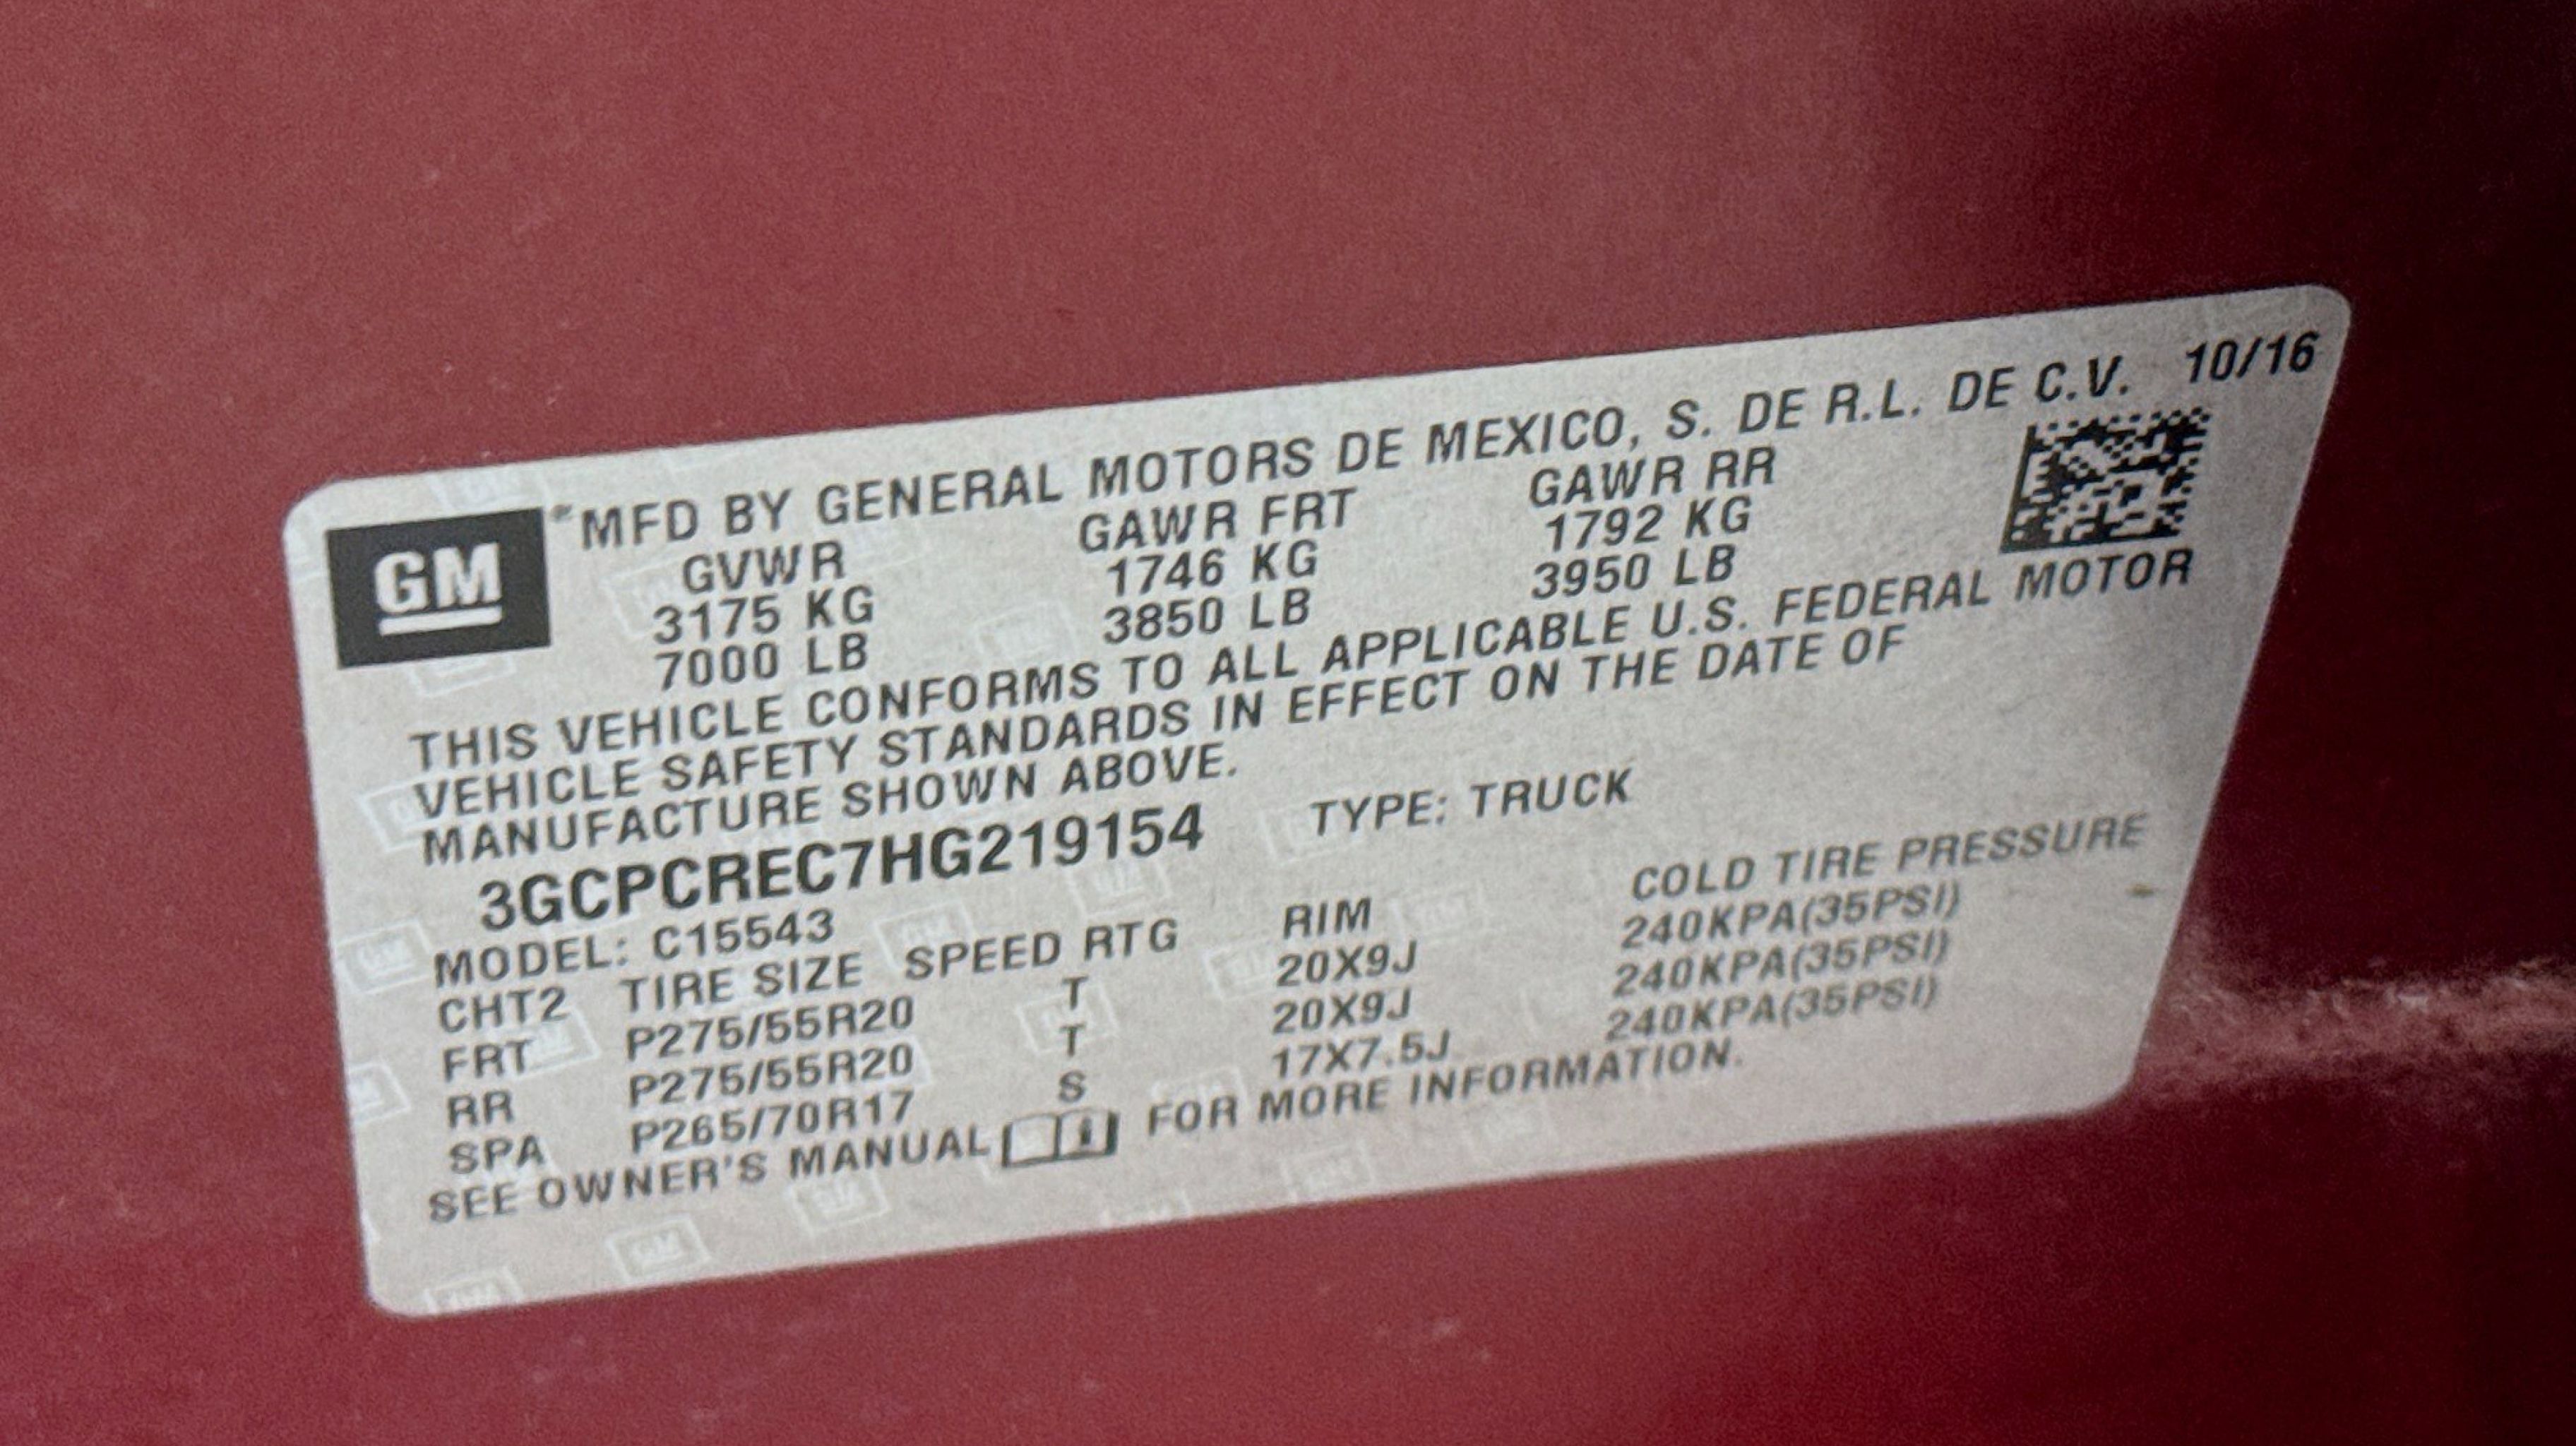 GM
*MFD BY GENERAL MOTORS DE MEXICO, S. DE R.L. DE C.V. 10/16
GVWR GAWR FRT GAWR RR
3175 KG 1746 KG 1792 KG
7000 LB 3850 LB 3950 LB
THIS VEHICLE CONFORMS TO ALL APPLICABLE U.S. FEDERAL MOTOR
VEHICLE SAFETY STANDARDS IN EFFECT ON THE DATE OF
MANUFACTURE SHOWN ABOVE.
3GCPCREC7HG219154 TYPE: TRUCK
MODEL: C15543
CHT2 TIRE SIZE SPEED RTG RIM COLD TIRE PRESSURE
FRT P275/55R20 T 20X9J 240KPA(35PSI)
RR P275/55R20 T 20X9J 240KPA(35PSI)
SPA P265/70R17 S 17X7.5J 240KPA(35PSI)
SEE OWNER'S MANUAL FOR MORE INFORMATION.